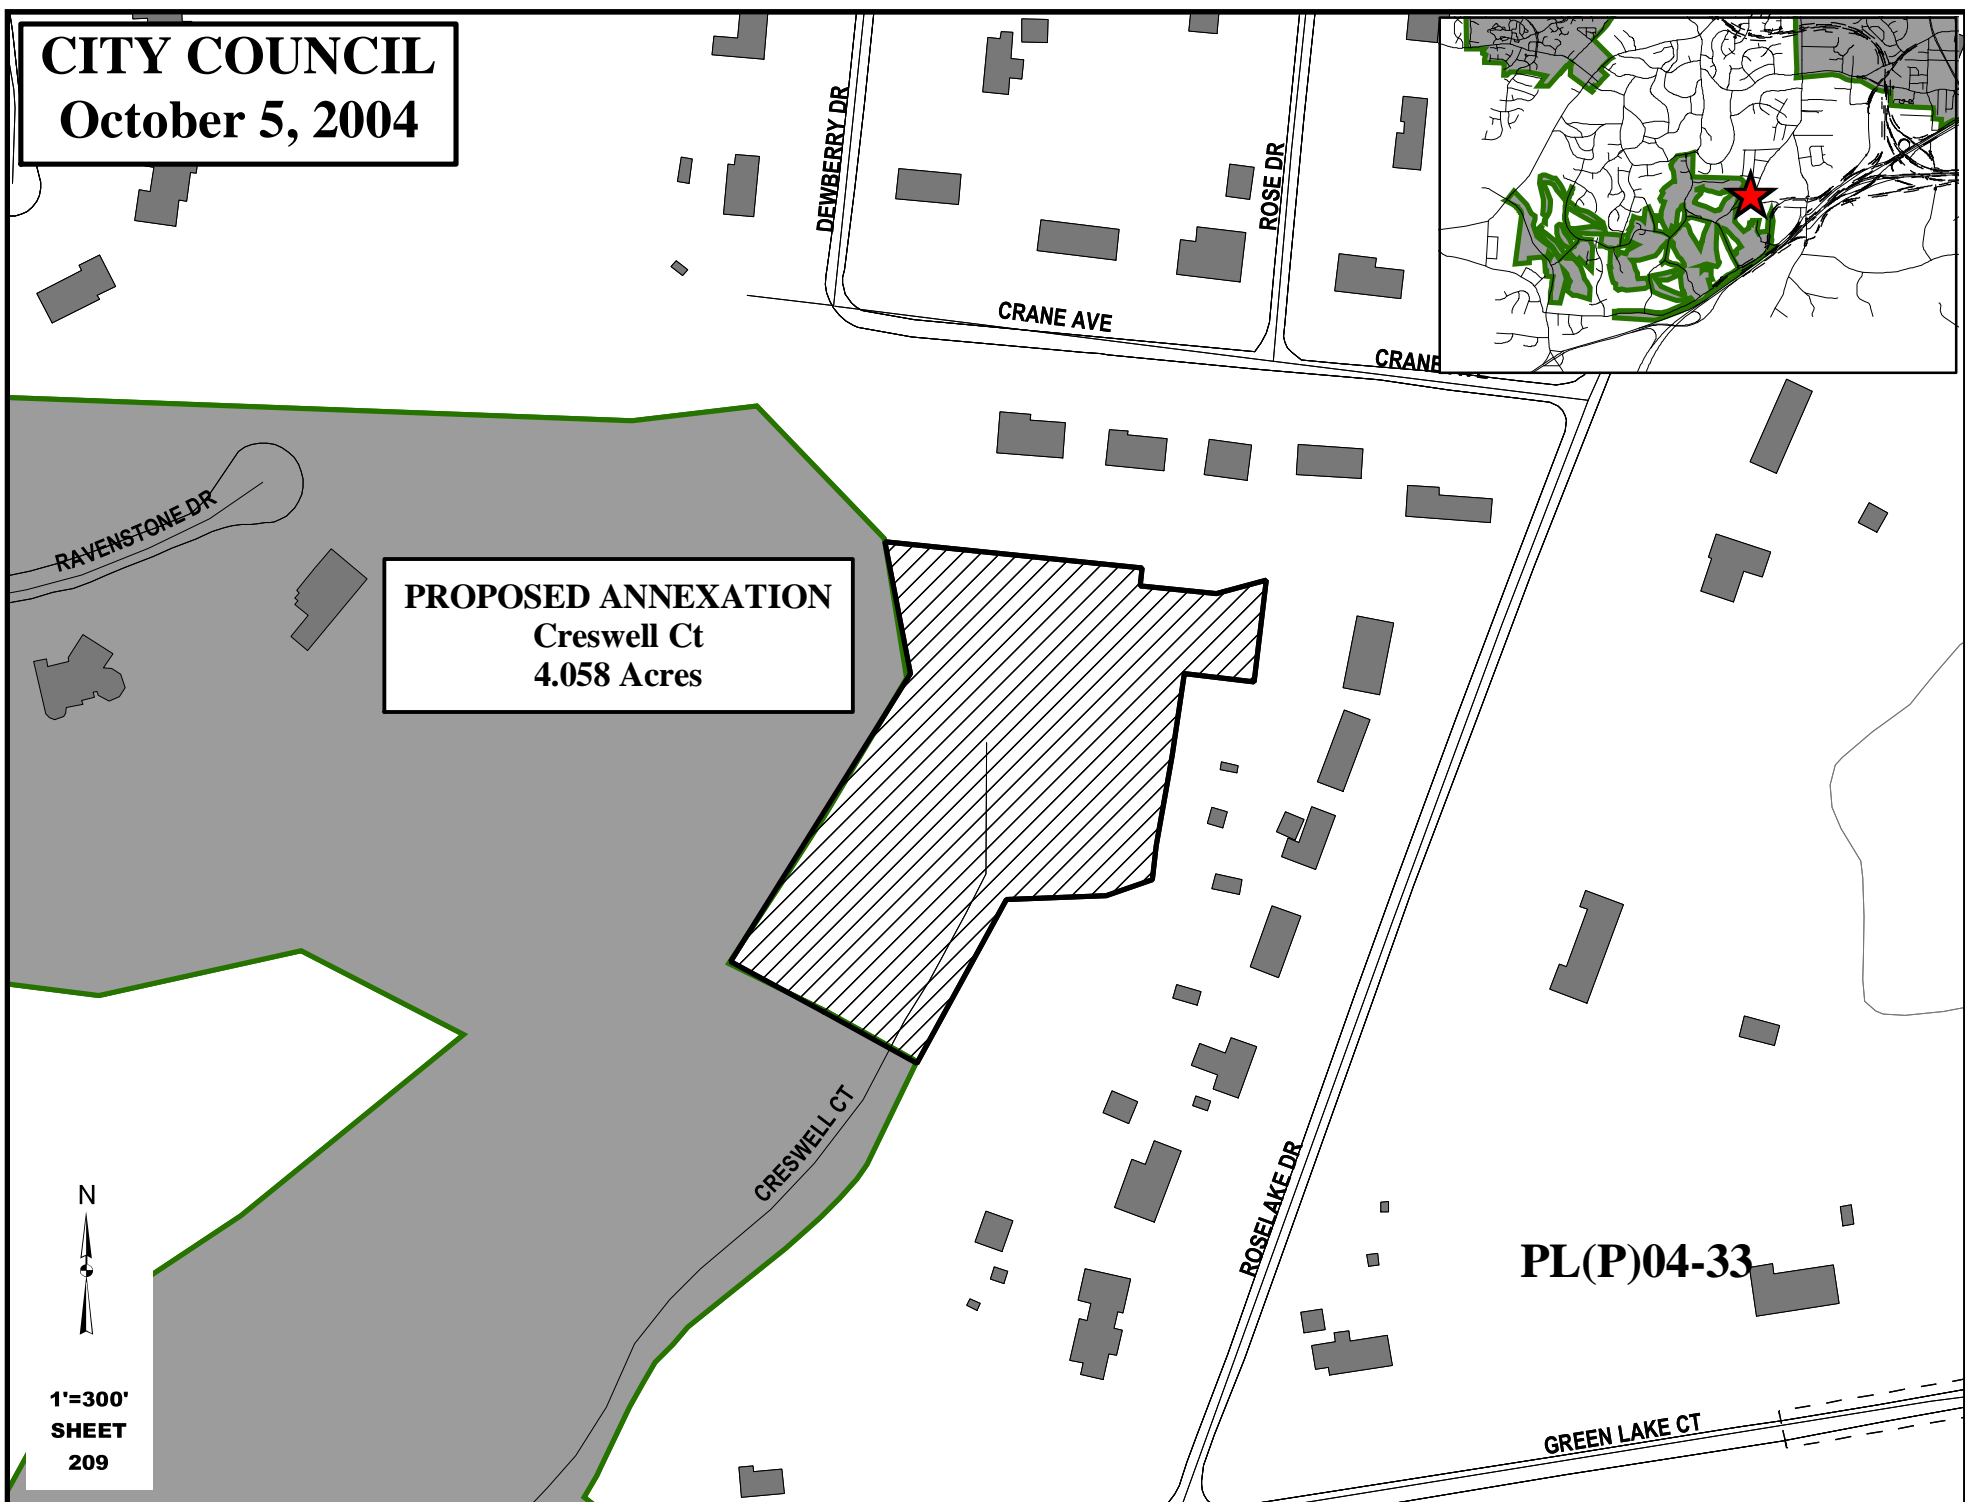 CITY COUNCIL
October 5, 2004
DEWBERRY DR
ROSE DR
CRANE AVE
CRANE
RAVENSTONE DR
PROPOSED ANNEXATION
Creswell Ct
4.058 Acres
CRESWELL CT
ROSELAKE DR
PL(P)04-33
GREEN LAKE CT
N
1'=300'
SHEET
209